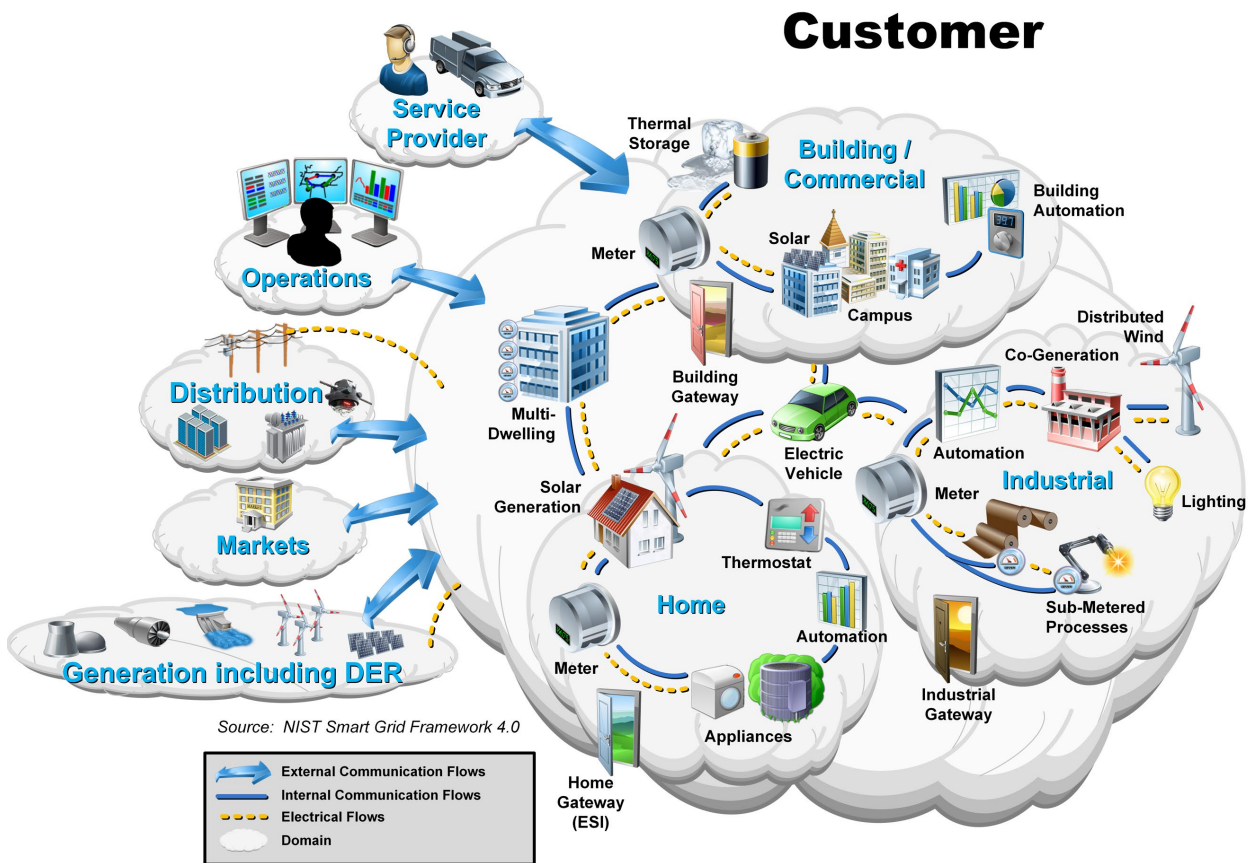 Customer
Service
Provider
Thermal
Storage
Building /
Commercial
Building
Automation
Operations
Meter
Solar
Campus
Distribution
Building
Gateway
Multi-
Dwelling
Electric
Vehicle
Distributed
Wind
Co-Generation
Automation
Industrial
Meter
Lighting
Sub-Metered
Processes
Industrial
Gateway
Markets
Solar
Generation
Thermostat
Home
Automation
Meter
Appliances
Home
Gateway
(ESI)
Generation including DER
Source: NIST Smart Grid Framework 4.0
External Communication Flows
Internal Communication Flows
Electrical Flows
Domain